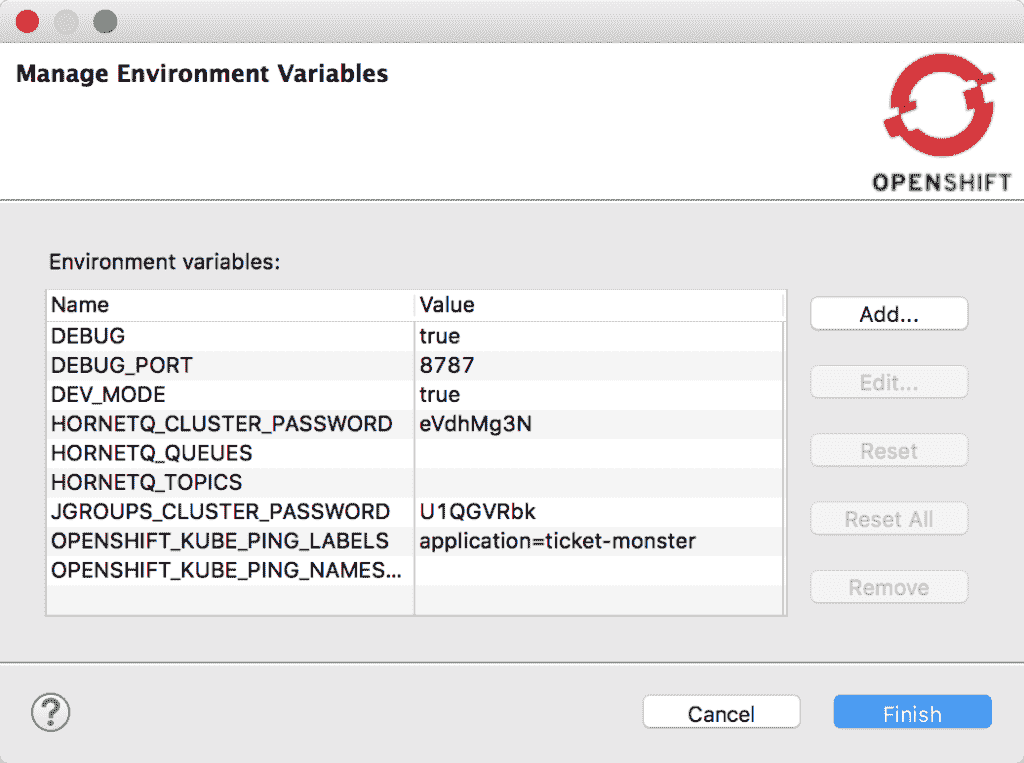 Manage Environment Variables
OPENSHIFT
Environment variables:
Name Value
DEBUG true
DEBUG_PORT 8787
DEV_MODE true
HORNETQ_CLUSTER_PASSWORD eVdhMg3N
HORNETQ_QUEUES
HORNETQ_TOPICS
JGROUPS_CLUSTER_PASSWORD U1QGVRbk
OPENSHIFT_KUBE_PING_LABELS application=ticket-monster
OPENSHIFT_KUBE_PING_NAMES...
Add...
Edit...
Reset
Reset All
Remove
?
Cancel Finish